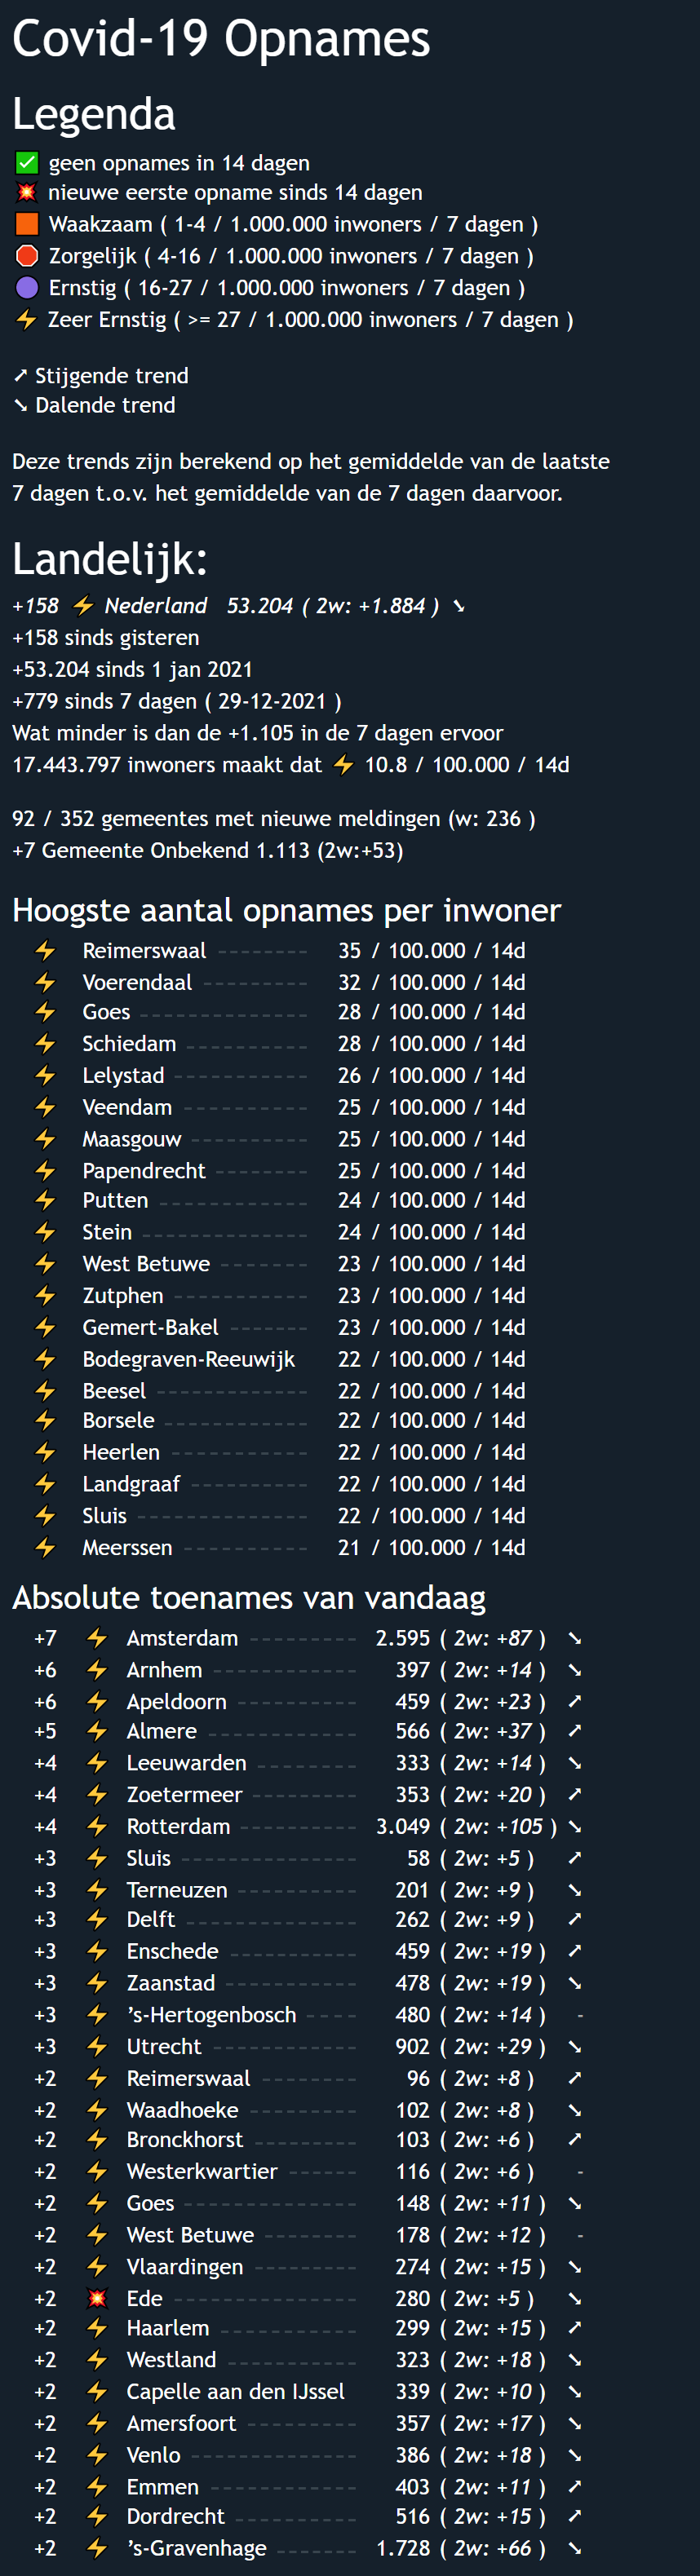 Covid-19 Opnames
Legenda
✅ geen opnames in 14 dagen
💥 nieuwe eerste opname sinds 14 dagen
🟧 Waakzaam ( 1-4 / 1.000.000 inwoners / 7 dagen )
🛑 Zorgelijk ( 4-16 / 1.000.000 inwoners / 7 dagen )
🟣 Ernstig ( 16-27 / 1.000.000 inwoners / 7 dagen )
⚡ Zeer Ernstig ( >= 27 / 1.000.000 inwoners / 7 dagen )
➚ Stijgende trend
➘ Dalende trend
Deze trends zijn berekend op het gemiddelde van de laatste
7 dagen t.o.v. het gemiddelde van de 7 dagen daarvoor.
Landelijk:
+158 ⚡ Nederland 53.204 ( 2w: +1.884 ) ➘
+158 sinds gisteren
+53.204 sinds 1 jan 2021
+779 sinds 7 dagen ( 29-12-2021 )
Wat minder is dan de +1.105 in de 7 dagen ervoor
17.443.797 inwoners maakt dat ⚡ 10.8 / 100.000 / 14d
92 / 352 gemeentes met nieuwe meldingen (w: 236 )
+7 Gemeente Onbekend 1.113 (2w:+53)
Hoogste aantal opnames per inwoner
⚡ Reimerswaal ------- 35 / 100.000 / 14d
⚡ Voerendaal -------- 32 / 100.000 / 14d
⚡ Goes ------------- 28 / 100.000 / 14d
⚡ Schiedam --------- 28 / 100.000 / 14d
⚡ Lelystad ---------- 26 / 100.000 / 14d
⚡ Veendam --------- 25 / 100.000 / 14d
⚡ Maasgouw --------- 25 / 100.000 / 14d
⚡ Papendrecht ------- 25 / 100.000 / 14d
⚡ Putten ----------- 24 / 100.000 / 14d
⚡ Stein ------------- 24 / 100.000 / 14d
⚡ West Betuwe ------- 23 / 100.000 / 14d
⚡ Zutphen ---------- 23 / 100.000 / 14d
⚡ Gemert-Bakel ------ 23 / 100.000 / 14d
⚡ Bodegraven-Reeuwijk 22 / 100.000 / 14d
⚡ Beesel ----------- 22 / 100.000 / 14d
⚡ Borsele ----------- 22 / 100.000 / 14d
⚡ Heerlen ---------- 22 / 100.000 / 14d
⚡ Landgraaf --------- 22 / 100.000 / 14d
⚡ Sluis ------------- 22 / 100.000 / 14d
⚡ Meerssen --------- 21 / 100.000 / 14d
Absolute toenames van vandaag
+7 ⚡ Amsterdam -------- 2.595 ( 2w: +87 ) ➘
+6 ⚡ Arnhem ----------- 397 ( 2w: +14 ) ➘
+6 ⚡ Apeldoorn --------- 459 ( 2w: +23 ) ➚
+5 ⚡ Almere ----------- 566 ( 2w: +37 ) ➚
+4 ⚡ Leeuwarden ------- 333 ( 2w: +14 ) ➘
+4 ⚡ Zoetermeer -------- 353 ( 2w: +20 ) ➚
+4 ⚡ Rotterdam --------- 3.049 ( 2w: +105 ) ➘
+3 ⚡ Sluis ------------- 58 ( 2w: +5 ) ➚
+3 ⚡ Terneuzen --------- 201 ( 2w: +9 ) ➘
+3 ⚡ Delft ------------- 262 ( 2w: +9 ) ➚
+3 ⚡ Enschede --------- 459 ( 2w: +19 ) ➚
+3 ⚡ Zaanstad ---------- 478 ( 2w: +19 ) ➘
+3 ⚡ ’s-Hertogenbosch ---- 480 ( 2w: +14 ) -
+3 ⚡ Utrecht ----------- 902 ( 2w: +29 ) ➘
+2 ⚡ Reimerswaal ------- 96 ( 2w: +8 ) ➚
+2 ⚡ Waadhoeke -------- 102 ( 2w: +8 ) ➘
+2 ⚡ Bronckhorst -------- 103 ( 2w: +6 ) ➚
+2 ⚡ Westerkwartier ----- 116 ( 2w: +6 ) -
+2 ⚡ Goes ------------- 148 ( 2w: +11 ) ➘
+2 ⚡ West Betuwe ------- 178 ( 2w: +12 ) -
+2 ⚡ Vlaardingen -------- 274 ( 2w: +15 ) ➘
+2 💥 Ede -------------- 280 ( 2w: +5 ) ➘
+2 ⚡ Haarlem ---------- 299 ( 2w: +15 ) ➚
+2 ⚡ Westland ---------- 323 ( 2w: +18 ) ➘
+2 ⚡ Capelle aan den IJssel 339 ( 2w: +10 ) ➘
+2 ⚡ Amersfoort -------- 357 ( 2w: +17 ) ➘
+2 ⚡ Venlo ------------- 386 ( 2w: +18 ) ➘
+2 ⚡ Emmen ----------- 403 ( 2w: +11 ) ➚
+2 ⚡ Dordrecht --------- 516 ( 2w: +15 ) ➚
+2 ⚡ ’s-Gravenhage ------ 1.728 ( 2w: +66 ) ➘